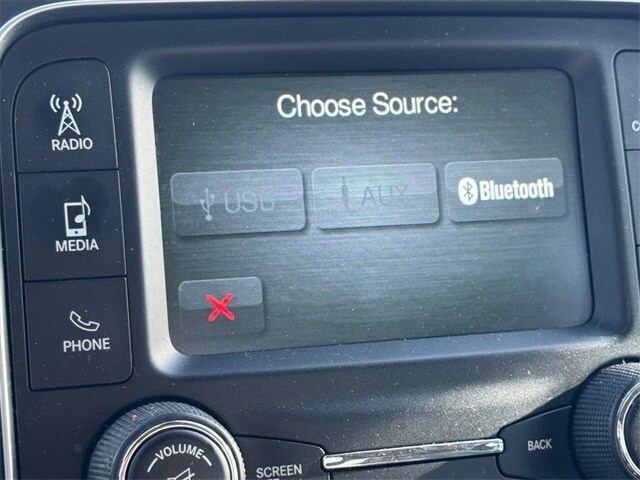 RADIO
MEDIA
PHONE
Choose Source:
USB
AUX
Bluetooth
VOLUME
SCREEN
BACK